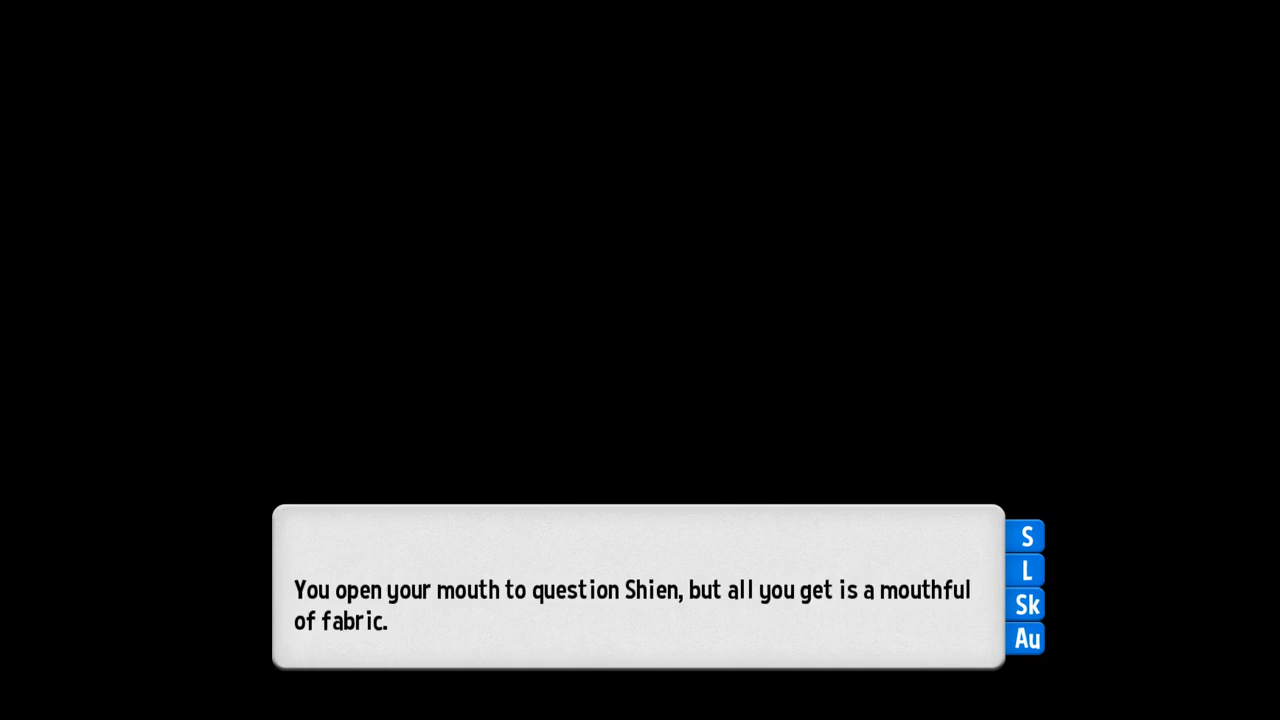 You open your mouth to question Shien, but all you get is a mouthful
of fabric.
S
L
Sk
Au